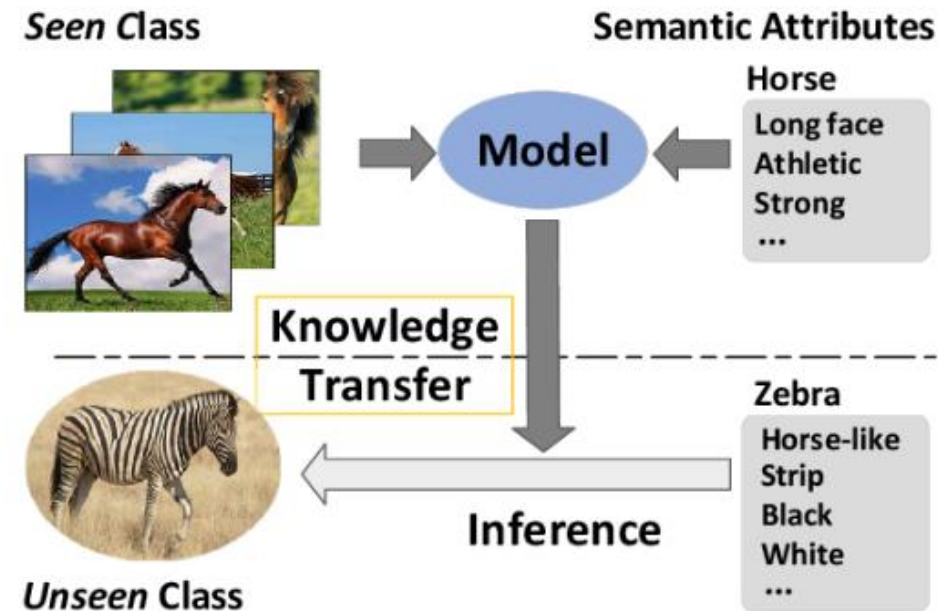 Seen Class
Semantic Attributes
Horse
Long face
Athletic
Strong
...
Model
Knowledge
Transfer
Zebra
Horse-like
Strip
Black
White
...
Inference
Unseen Class